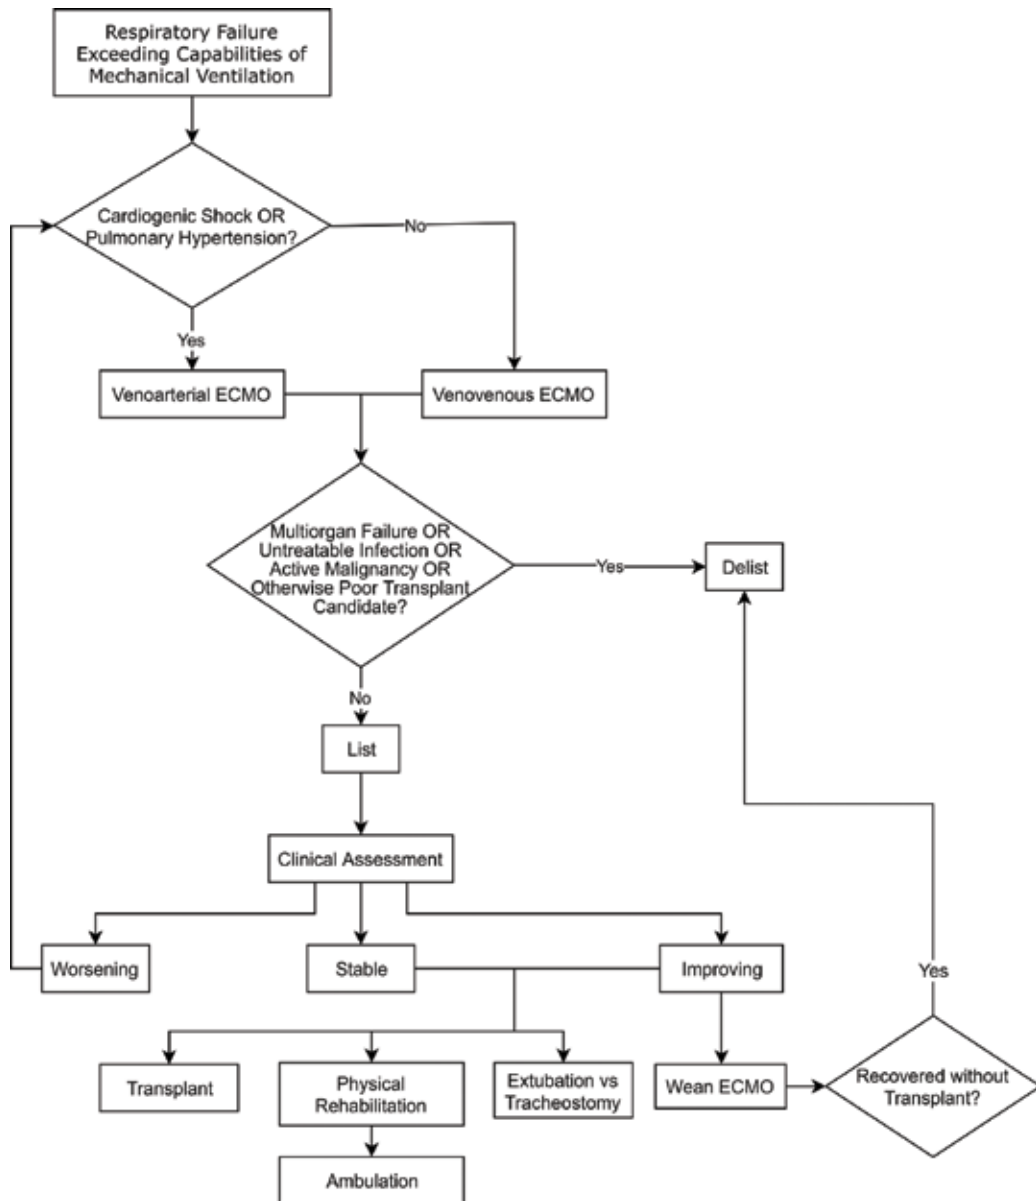 Respiratory Failure
Exceeding Capabilities of
Mechanical Ventilation
Cardiogenic Shock OR
Pulmonary Hypertension?
No
Yes
Venoarterial ECMO
Venovenous ECMO
Multiorgan Failure OR
Untreatable Infection OR
Active Malignancy OR
Otherwise Poor Transplant
Candidate?
Yes
Delist
No
List
Clinical Assessment
Worsening
Stable
Improving
Yes
Transplant
Physical
Rehabilitation
Extubation vs
Tracheostomy
Wean ECMO
Recovered without
Transplant?
Ambulation